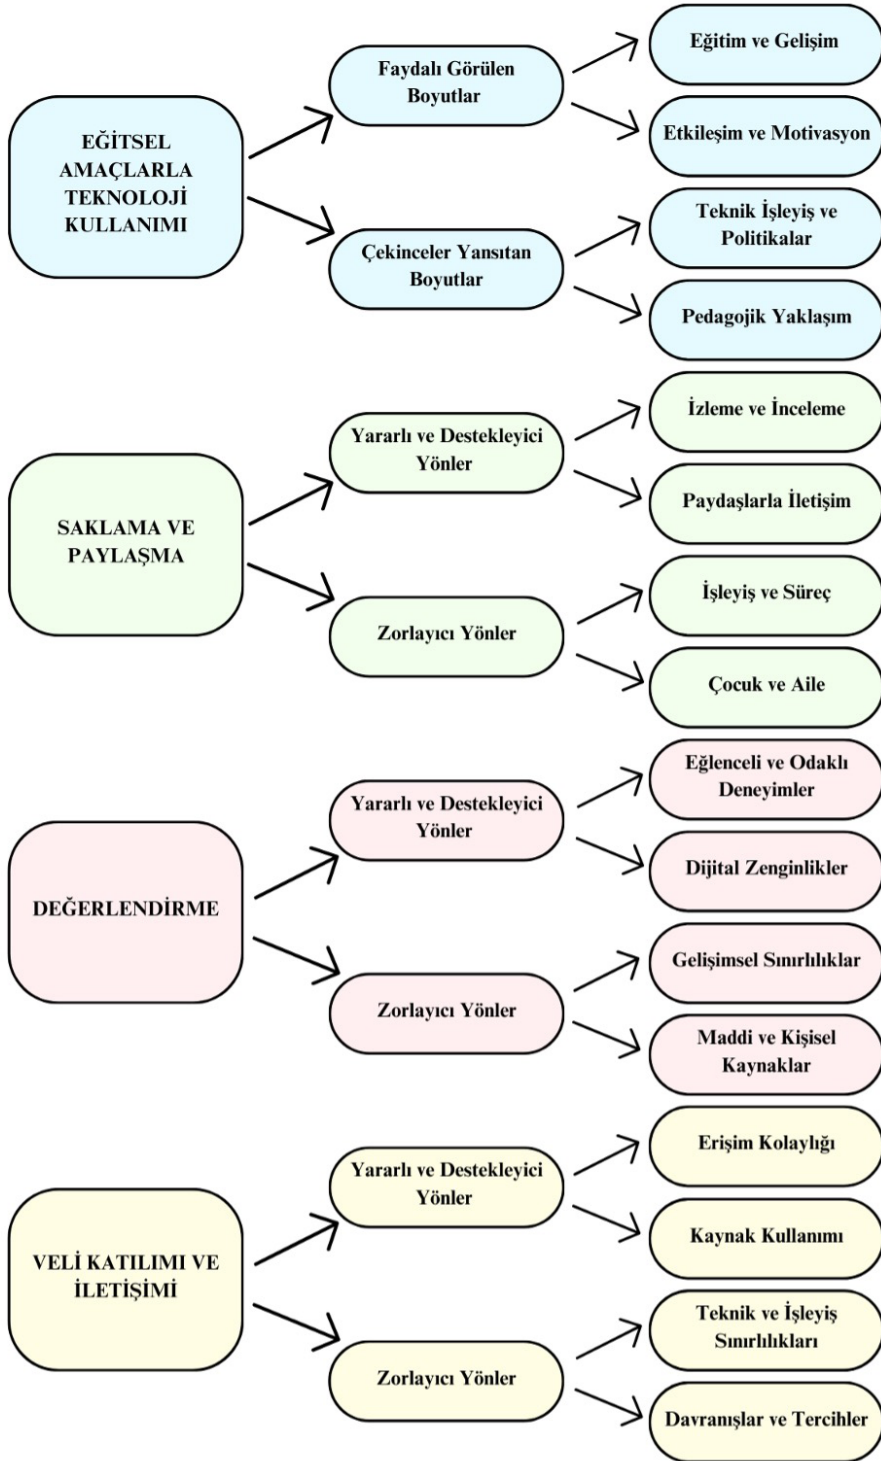 EĞİTSEL
AMAÇLARLA
TEKNOLOJİ
KULLANIMI
Faydalı Görülen
Boyutlar
Eğitim ve Gelişim
Etkileşim ve Motivasyon
Çekinceler Yansıtan
Boyutlar
Teknik İşleyiş ve
Politikalar
Pedagojik Yaklaşım
SAKLAMA VE
PAYLAŞMA
Yararlı ve Destekleyici
Yönler
İzleme ve İnceleme
Paydaşlarla İletişim
Zorlayıcı Yönler
İşleyiş ve Süreç
Çocuk ve Aile
DEĞERLENDİRME
Yararlı ve Destekleyici
Yönler
Eğlenceli ve Odaklı
Deneyimler
Dijital Zenginlikler
Zorlayıcı Yönler
Gelişimsel Sınırlılıklar
Maddi ve Kişisel
Kaynaklar
VELİ KATILIMI VE
İLETİŞİMİ
Yararlı ve Destekleyici
Yönler
Erişim Kolaylığı
Kaynak Kullanımı
Zorlayıcı Yönler
Teknik ve İşleyiş
Sınırlılıkları
Davranışlar ve Tercihler